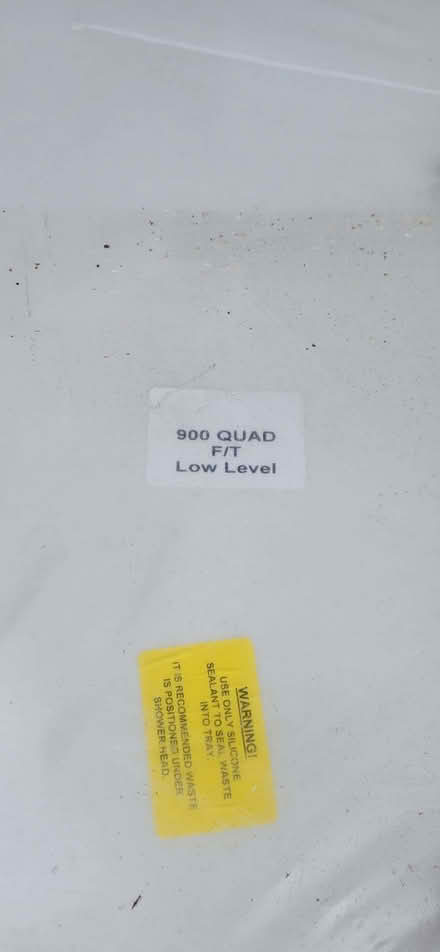 900 QUAD
F/T
Low Level
WARNING!
USE ONLY SILICONE
SEALANT TO SEAL WASTE
INTO TRAY.
IT IS RECOMMENDED WASTE
IS POSITIONED UNDER
SHOWER HEAD.